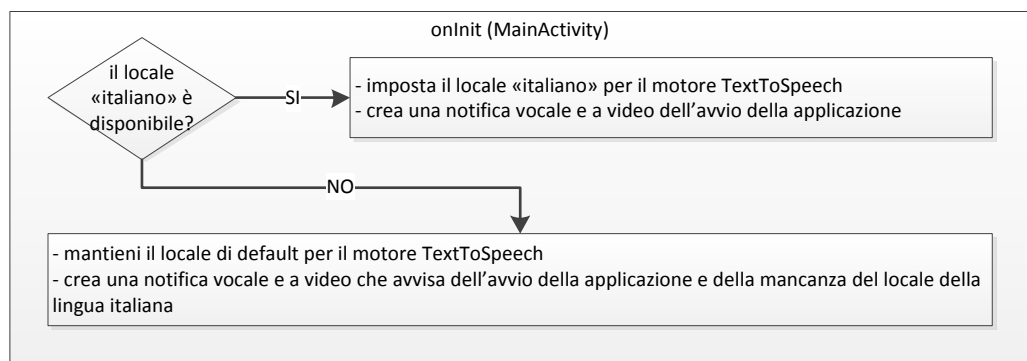 onInit (MainActivity)
il locale
«italiano» è
disponibile?
SI
- imposta il locale «italiano» per il motore TextToSpeech
- crea una notifica vocale e a video dell'avvio della applicazione
NO
- mantieni il locale di default per il motore TextToSpeech
- crea una notifica vocale e a video che avvisa dell'avvio della applicazione e della mancanza del locale della
lingua italiana